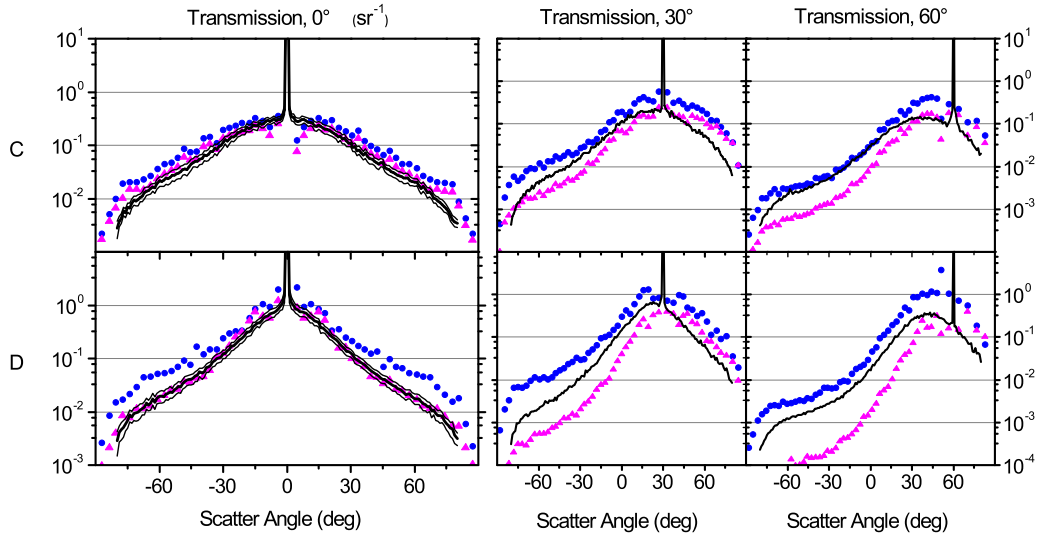 Transmission, 0° (sr⁻¹) Transmission, 30° Transmission, 60°
10¹ 10¹
10⁰ 10⁰
C 10⁻¹ 10⁻¹
10⁻² 10⁻²
10⁻³
10⁰ 10⁰
D 10⁻¹ 10⁻¹
10⁻² 10⁻²
10⁻³ 10⁻³
10⁻⁴
-60 -30 0 30 60 -60 -30 0 30 60 -60 -30 0 30 60
Scatter Angle (deg) Scatter Angle (deg) Scatter Angle (deg)